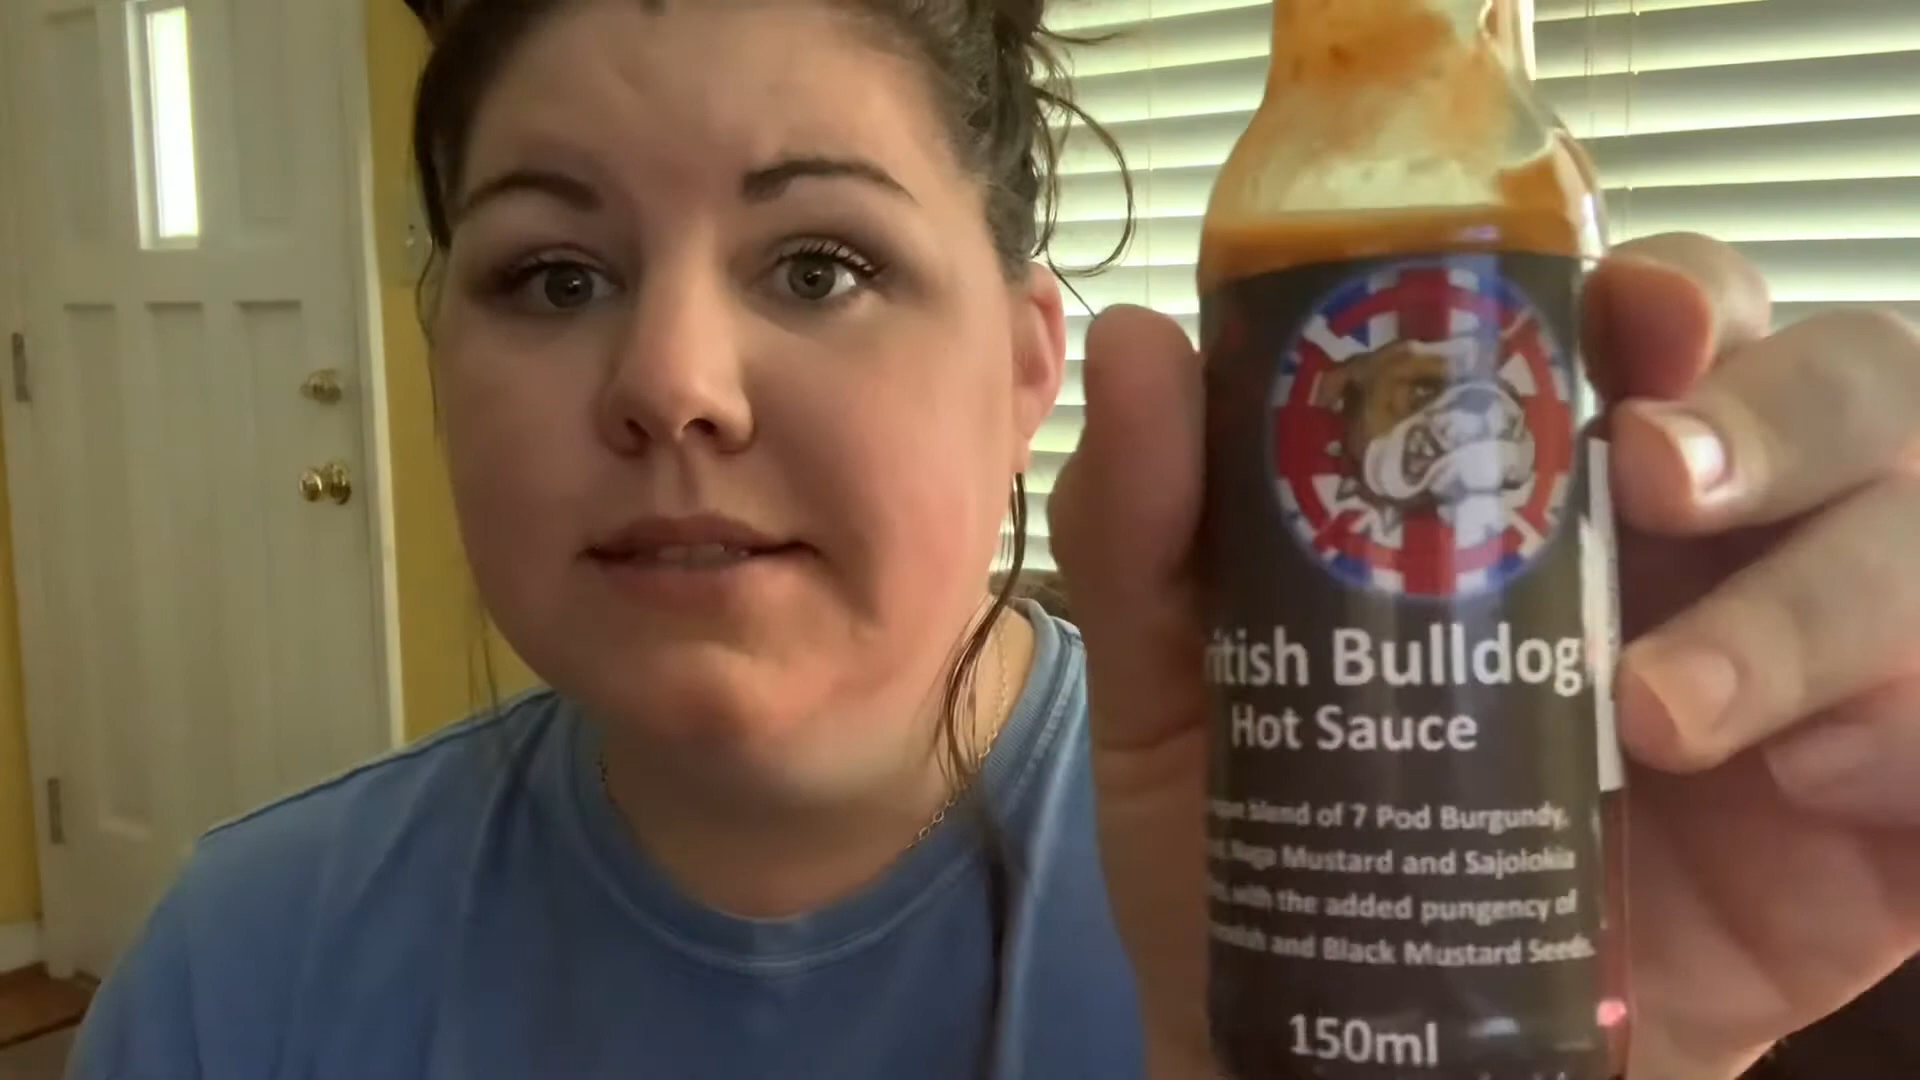 ritish Bulldog
Hot Sauce
blend of 7 Pod Burgundy,
Naga Mustard and Sajolokia
with the added pungency of
and Black Mustard Seeds.
150ml